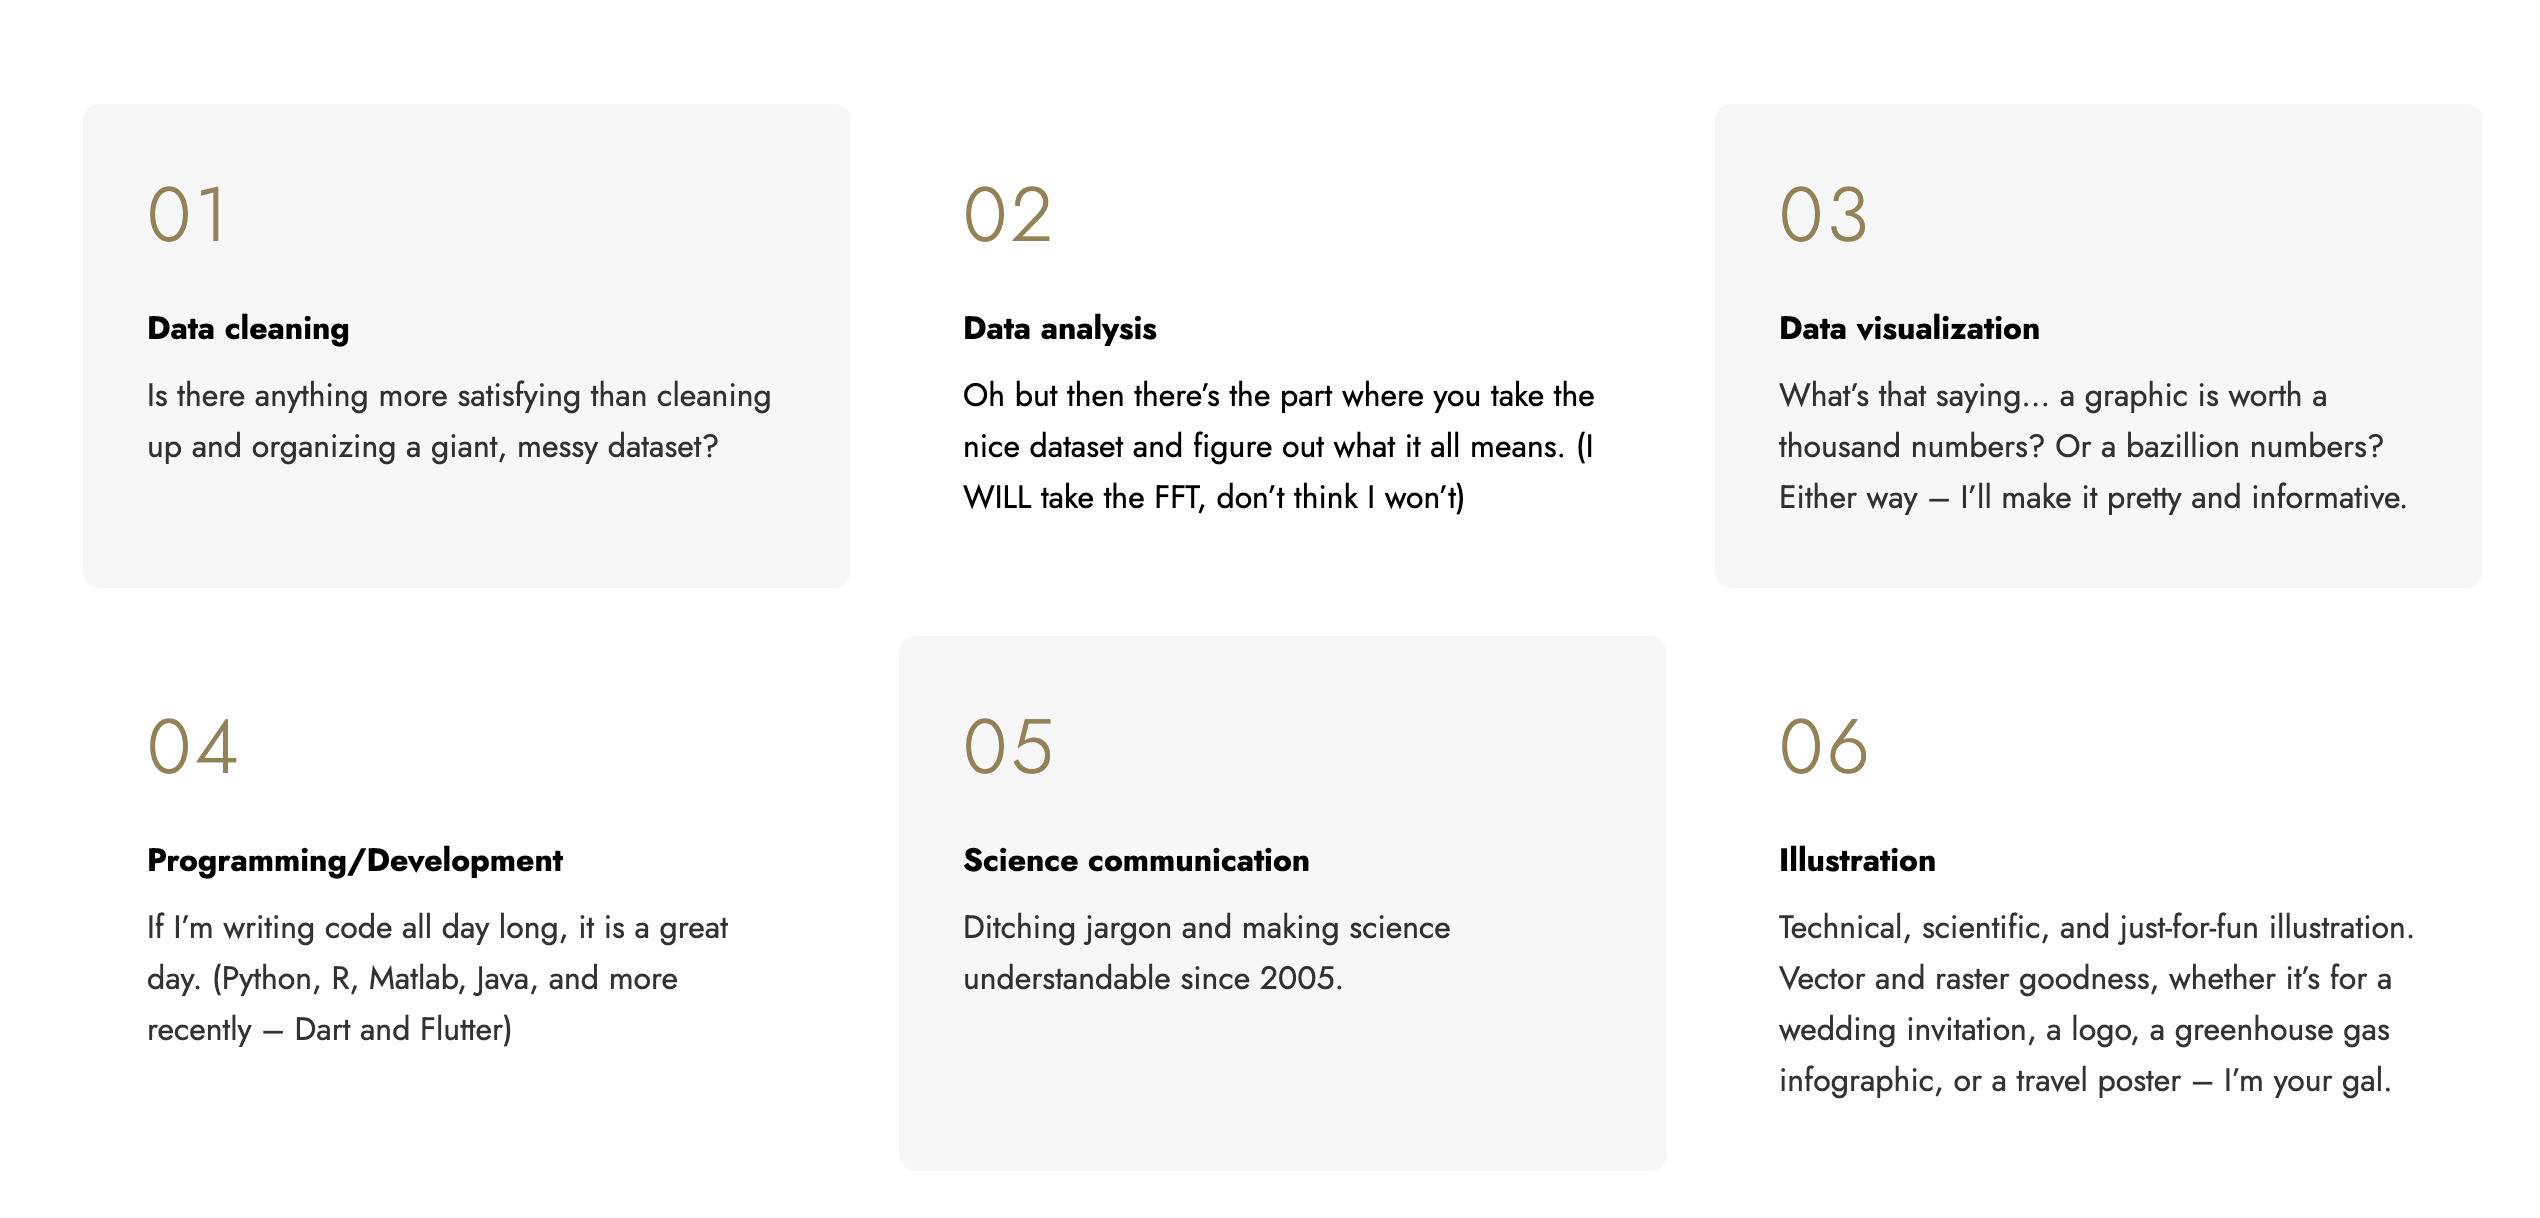 01
Data cleaning
Is there anything more satisfying than cleaning
up and organizing a giant, messy dataset?
02
Data analysis
Oh but then there’s the part where you take the
nice dataset and figure out what it all means. (I
WILL take the FFT, don’t think I won’t)
03
Data visualization
What’s that saying… a graphic is worth a
thousand numbers? Or a bazillion numbers?
Either way – I’ll make it pretty and informative.
04
Programming/Development
If I’m writing code all day long, it is a great
day. (Python, R, Matlab, Java, and more
recently – Dart and Flutter)
05
Science communication
Ditching jargon and making science
understandable since 2005.
06
Illustration
Technical, scientific, and just-for-fun illustration.
Vector and raster goodness, whether it’s for a
wedding invitation, a logo, a greenhouse gas
infographic, or a travel poster – I’m your gal.